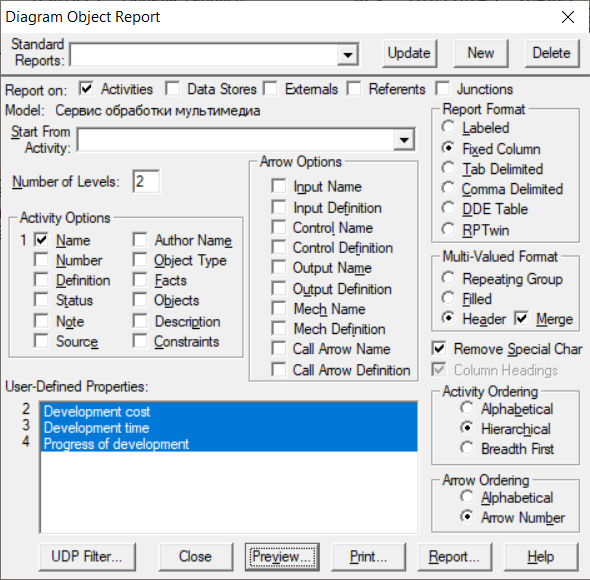 Diagram Object Report
Standard Reports:
Update
New
Delete
Report on:
Activities
Data Stores
Externals
Referents
Junctions
Model: Сервис обработки мультимедиа
Start From Activity:
Number of Levels: 2
Activity Options
1 Name
Number
Definition
Status
Note
Source
Author Name
Object Type
Facts
Objects
Description
Constraints
Arrow Options
Input Name
Input Definition
Control Name
Control Definition
Output Name
Output Definition
Mech Name
Mech Definition
Call Arrow Name
Call Arrow Definition
Report Format
Labeled
Fixed Column
Tab Delimited
Comma Delimited
DDE Table
RPTwin
Multi-Valued Format
Repeating Group
Filled
Header
Merge
Remove Special Char
Column Headings
Activity Ordering
Alphabetical
Hierarchical
Breadth First
Arrow Ordering
Alphabetical
Arrow Number
User-Defined Properties:
2 Development cost
3 Development time
4 Progress of development
UDP Filter...
Close
Preview...
Print...
Report...
Help